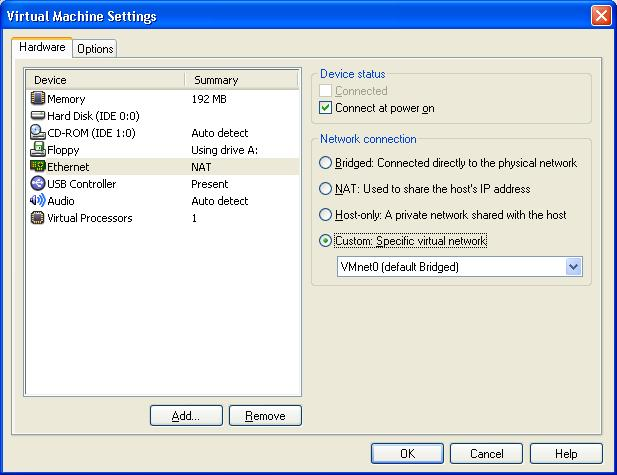 Virtual Machine Settings
Hardware Options
Device Summary
Memory 192 MB
Hard Disk (IDE 0:0)
CD-ROM (IDE 1:0) Auto detect
Floppy Using drive A:
Ethernet NAT
USB Controller Present
Audio Auto detect
Virtual Processors 1
Add... Remove
Device status
Connected
Connect at power on
Network connection
Bridged: Connected directly to the physical network
NAT: Used to share the host's IP address
Host-only: A private network shared with the host
Custom: Specific virtual network
VMnet0 (default Bridged)
OK Cancel Help